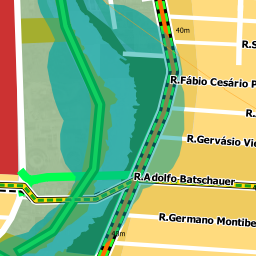 40m
R.S
R.Fábio Cesário P
R.
R.Gervásio Vie
R.Adolfo Batschauer
R.Germano Montibe
40m